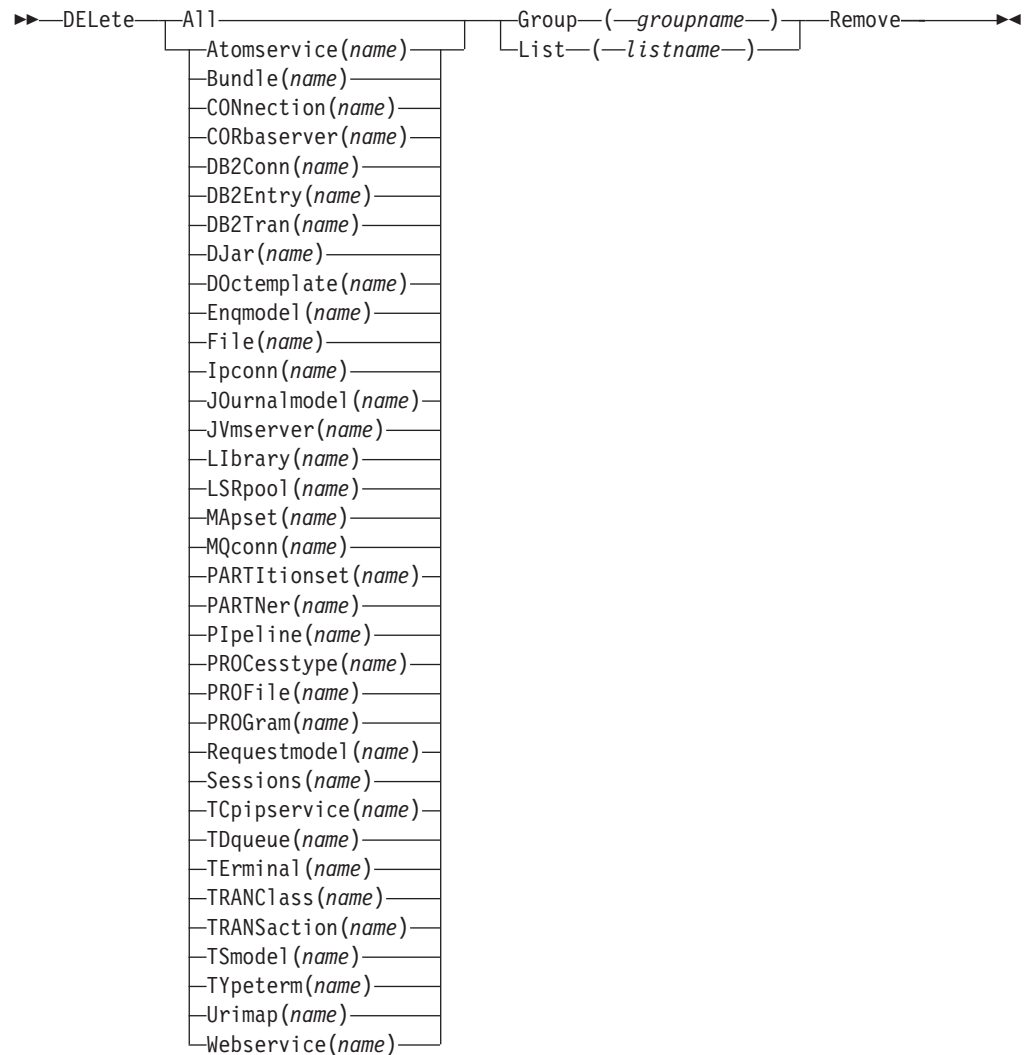 DELete All Group ( groupname ) Remove
Atomservice(name) List ( listname )
Bundle(name)
CONnection(name)
CORbaserver(name)
DB2Conn(name)
DB2Entry(name)
DB2Tran(name)
DJar(name)
DOctemplate(name)
Enqmodel(name)
File(name)
Ipconn(name)
JOurnalmodel(name)
JVmserver(name)
LIbrary(name)
LSRpool(name)
MApset(name)
MQconn(name)
PARTItionset(name)
PARTNer(name)
PIpeline(name)
PROCesstype(name)
PROFile(name)
PROGram(name)
Requestmodel(name)
Sessions(name)
TCpipservice(name)
TDqueue(name)
TErminal(name)
TRANClass(name)
TRANSaction(name)
TSmodel(name)
TYpeterm(name)
Urimap(name)
Webservice(name)